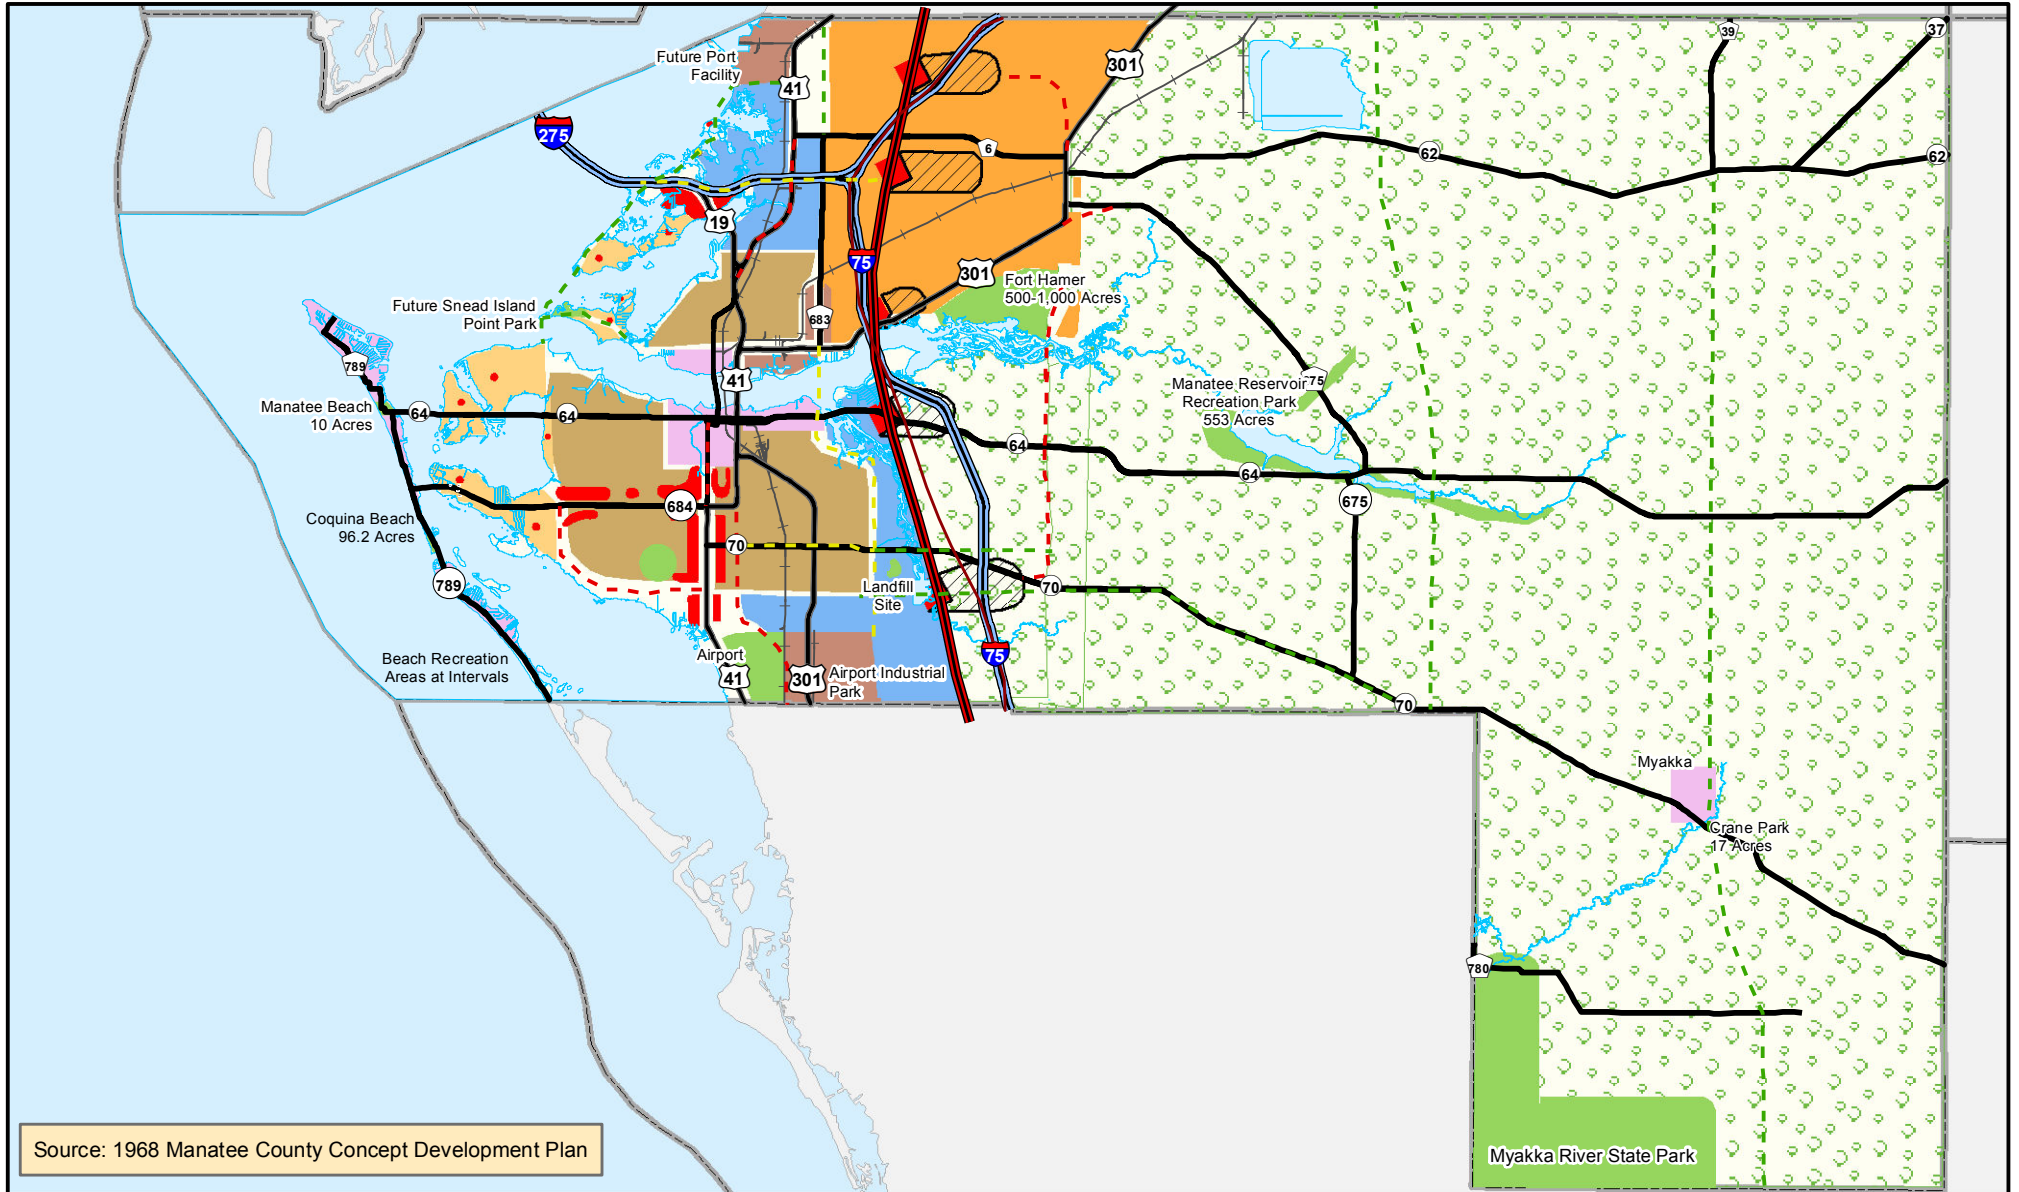 37
39
Future Port
Facility
301
41
275
6
62
62
19
75
301
Fort Hamer
500-1,000 Acres
Future Snead Island
Point Park
683
789
41
Manatee Reservoir
Recreation Park
553 Acres
75
Manatee Beach
10 Acres
64
64
64
64
684
675
Coquina Beach
96.2 Acres
70
789
Landfill
Site
70
Airport
75
Beach Recreation
Areas at Intervals
41
301
Airport Industrial
Park
70
Myakka
Crane Park
17 Acres
780
Source: 1968 Manatee County Concept Development Plan
Myakka River State Park